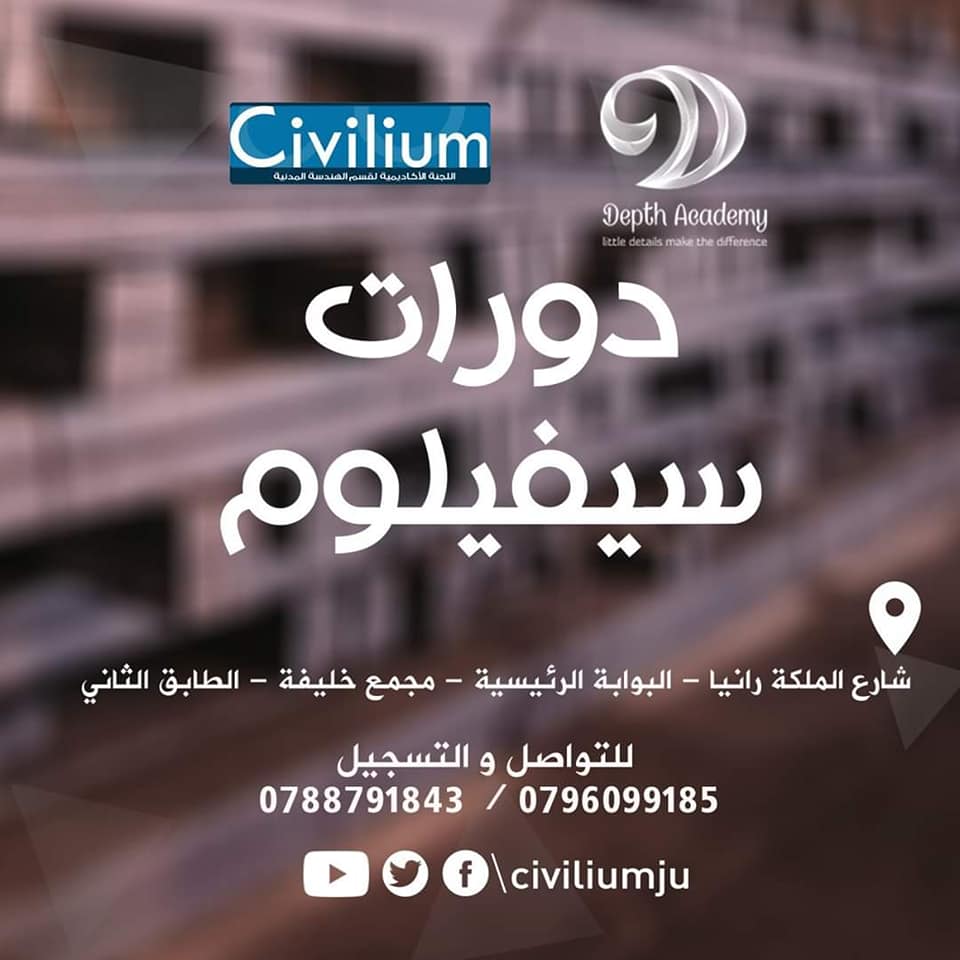 Civilium
اللجنة الأكاديمية لقسم الهندسة المدنية
Depth Academy
little details make the difference
دورات
سيفيلوم
شارع الملكة رانيا – البوابة الرئيسية – مجمع خليفة – الطابق الثاني
للتواصل و التسجيل
0788791843 / 0796099185
\civiliumju